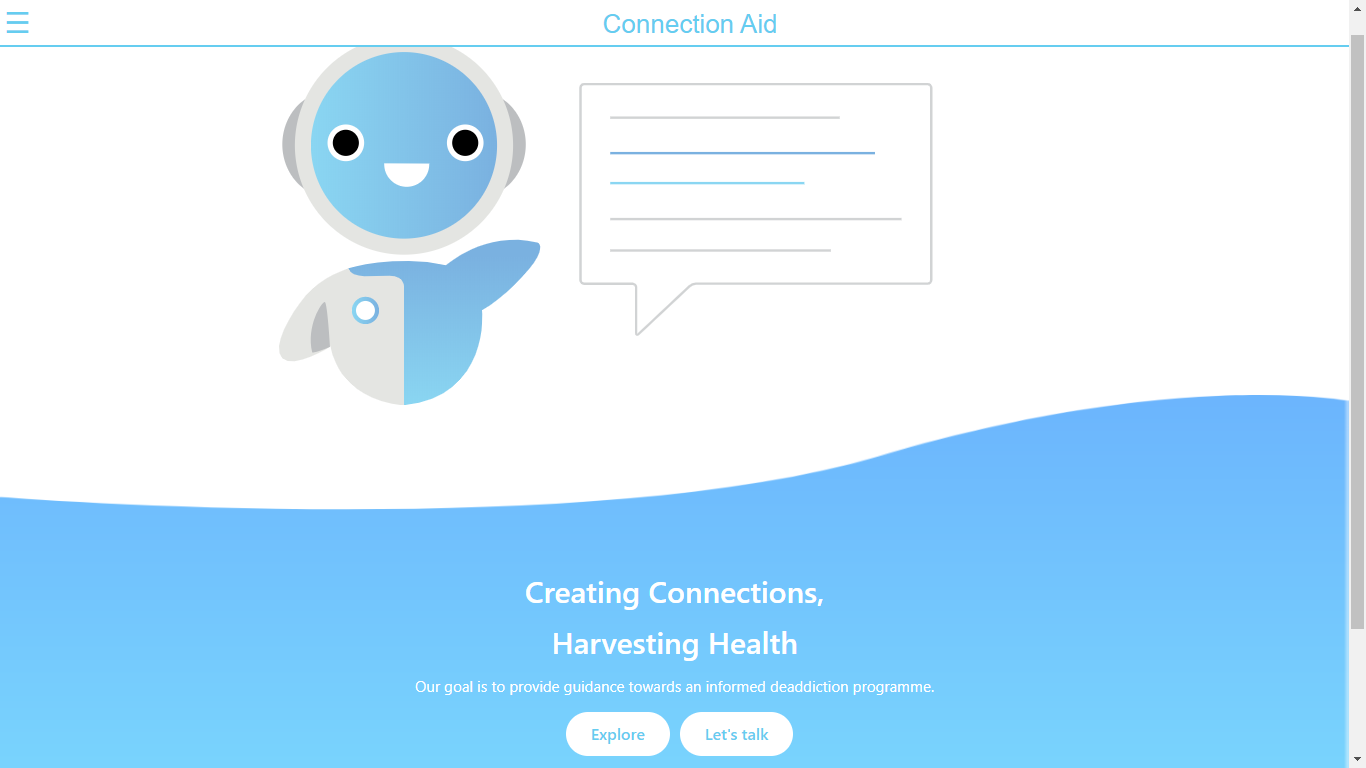 Connection Aid
Creating Connections,
Harvesting Health
Our goal is to provide guidance towards an informed deaddiction programme.
Explore
Let's talk